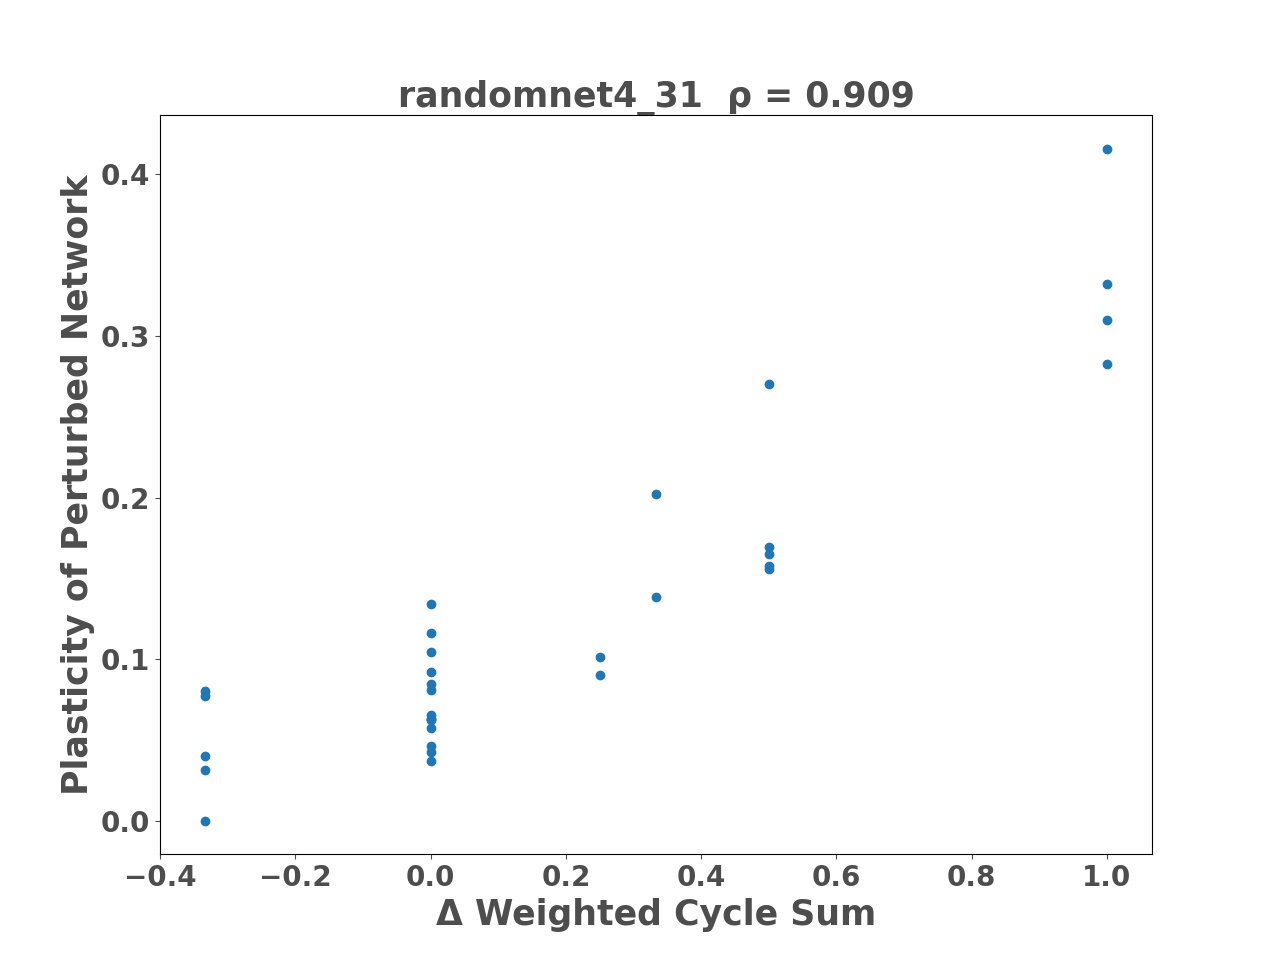 randomnet4_31  ρ = 0.909
Plasticity of Perturbed Network
0.4
0.3
0.2
0.1
0.0
−0.4 −0.2 0.0 0.2 0.4 0.6 0.8 1.0
Δ Weighted Cycle Sum